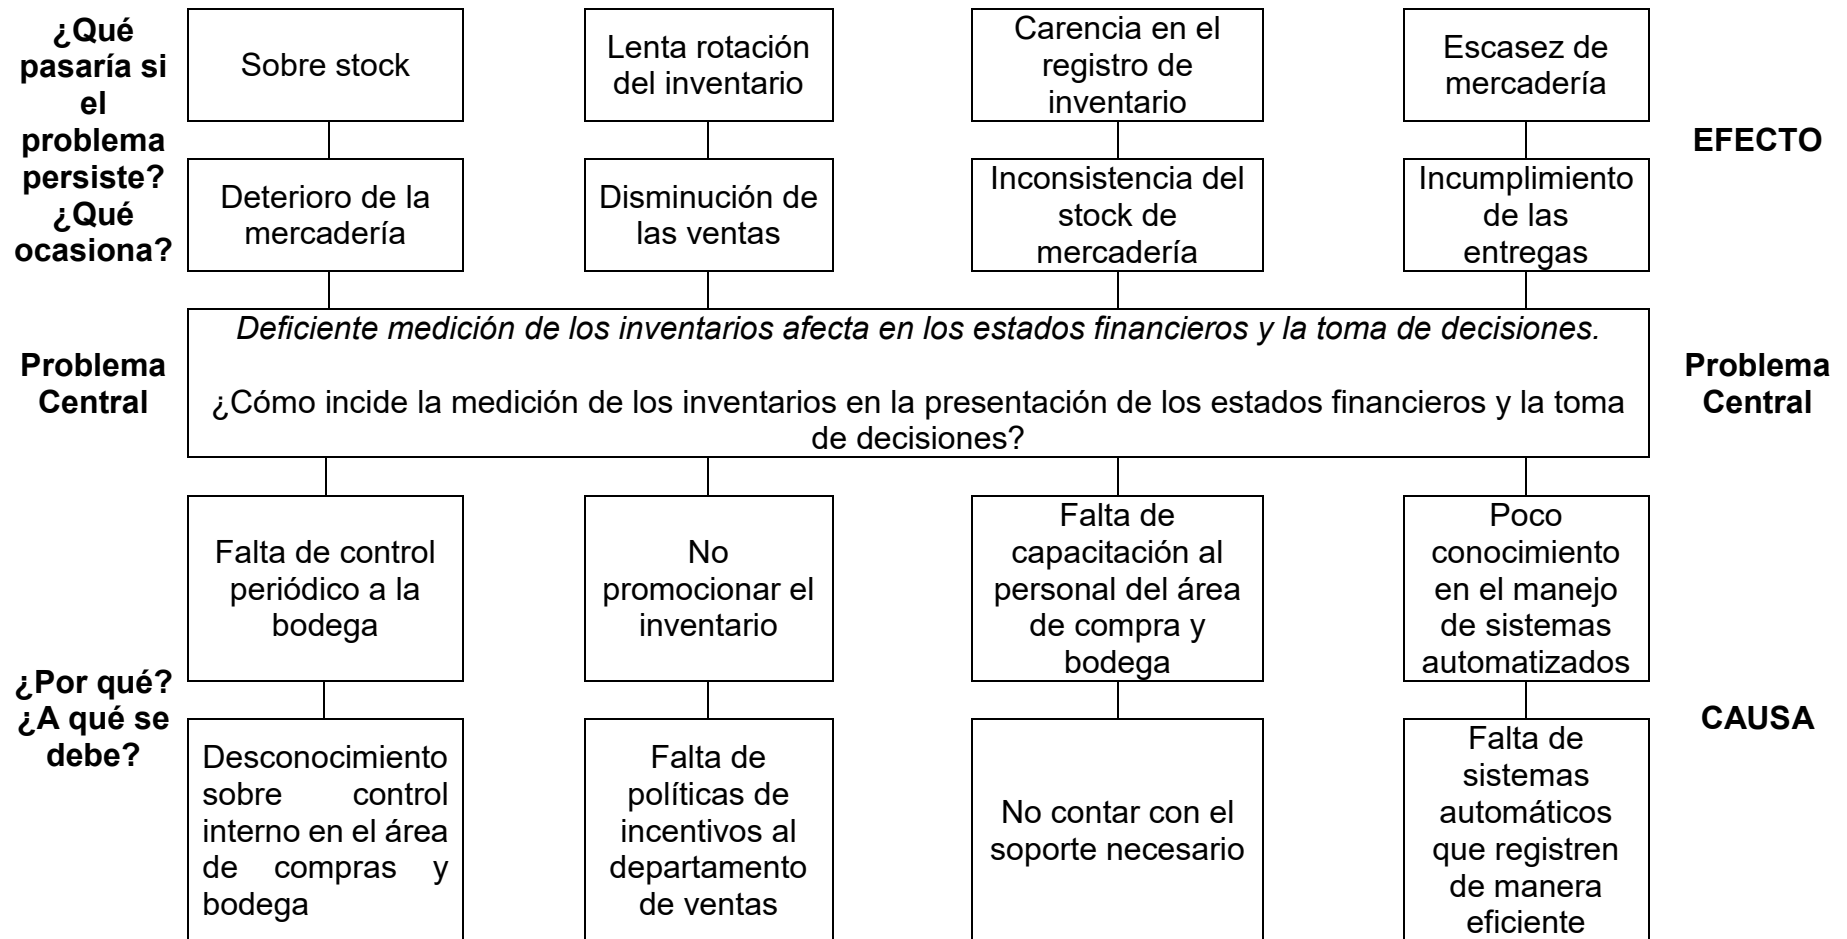 ¿Qué
pasaría si
el
problema
persiste?
¿Qué
ocasiona?
Sobre stock
Lenta rotación
del inventario
Carencia en el
registro de
inventario
Escasez de
mercadería
EFECTO
Deterioro de la
mercadería
Disminución de
las ventas
Inconsistencia del
stock de
mercadería
Incumplimiento
de las
entregas
Problema
Central
Deficiente medición de los inventarios afecta en los estados financieros y la toma de decisiones.
¿Cómo incide la medición de los inventarios en la presentación de los estados financieros y la toma
de decisiones?
Problema
Central
¿Por qué?
¿A qué se
debe?
Falta de control
periódico a la
bodega
No
promocionar el
inventario
Falta de
capacitación al
personal del área
de compra y
bodega
Poco
conocimiento
en el manejo
de sistemas
automatizados
CAUSA
Desconocimiento
sobre control
interno en el área
de compras y
bodega
Falta de
políticas de
incentivos al
departamento
de ventas
No contar con el
soporte necesario
Falta de
sistemas
automáticos
que registren
de manera
eficiente